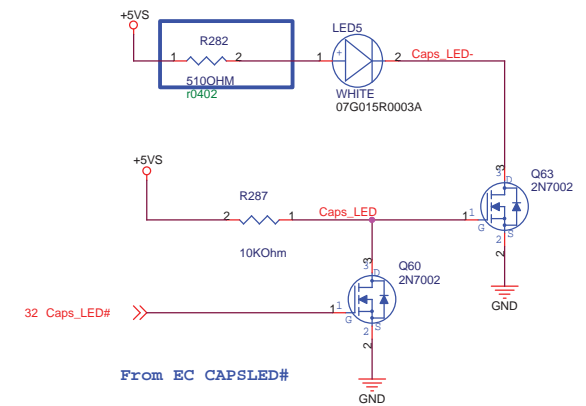 +5VS
LED5
R282
1 2 1 + 2 Caps_LED-
510OHM
r0402
WHITE
07G015R0003A
+5VS
3
3 D
Q63
2N7002
R287
2 1 Caps_LED 1 1
G
2 S
2
10KOhm
3
3 D
Q60
2N7002
GND
32 Caps_LED# 1 1
G
2 S
2
From EC CAPSLED#
GND